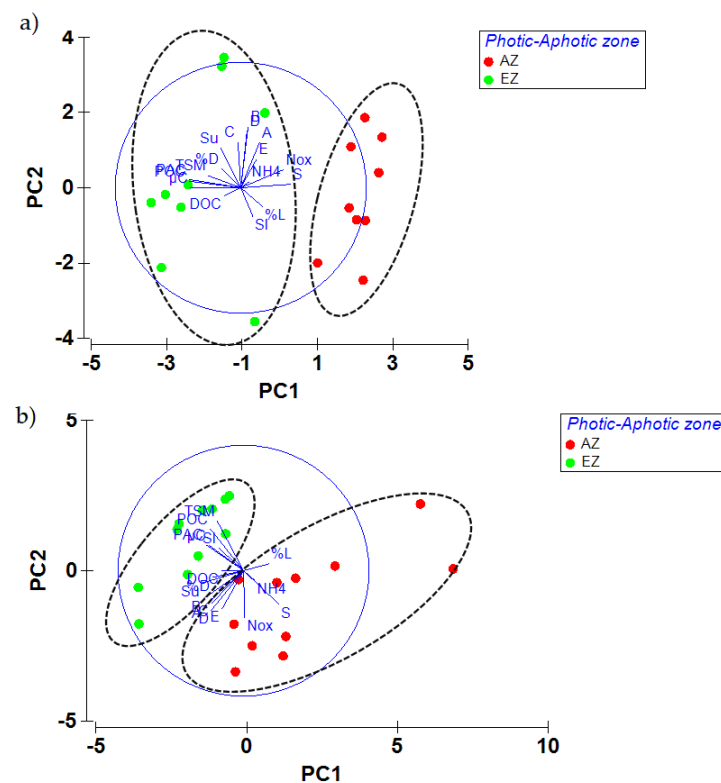 a)
Photic-Aphotic zone
AZ
EZ
4
2
0
-2
-4
PC2
D
Su C A
E
TSM %D Nox
NH4 S
DOC %L
SI
-5 -3 -1 1 3 5
PC1
b)
Photic-Aphotic zone
AZ
EZ
5
0
-5
PC2
TSM
POC
PAC SI
%L
DOC
%D NH4
Su
S
D E
Nox
-5 0 5 10
PC1